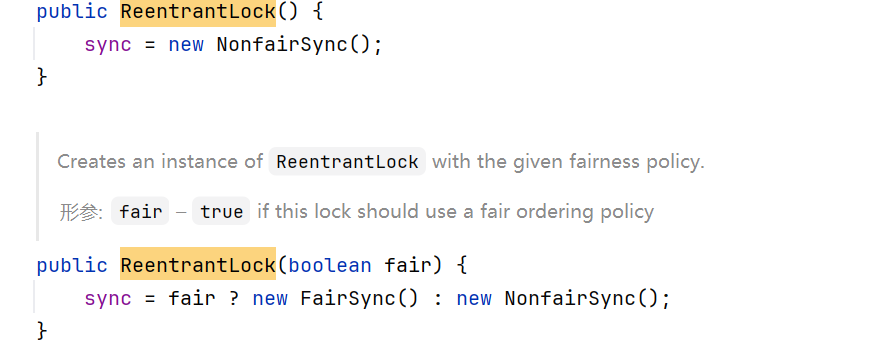 public ReentrantLock() {
    sync = new NonfairSync();
}
Creates an instance of ReentrantLock with the given fairness policy.
形参: fair – true if this lock should use a fair ordering policy
public ReentrantLock(boolean fair) {
    sync = fair ? new FairSync() : new NonfairSync();
}